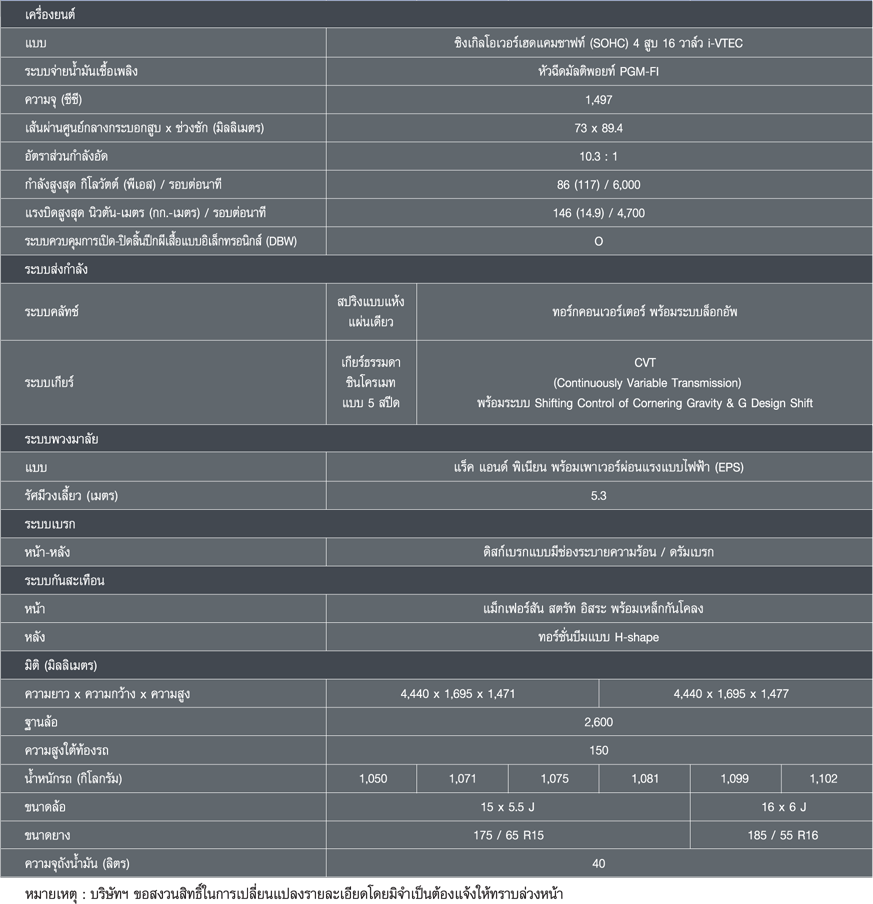 เครื่องยนต์
แบบ ซิงเกิลโอเวอร์เฮดแคมชาฟท์ (SOHC) 4 สูบ 16 วาล์ว i-VTEC
ระบบจ่ายน้ำมันเชื้อเพลิง หัวฉีดมัลติพอยท์ PGM-FI
ความจุ (ซีซี) 1,497
เส้นผ่านศูนย์กลางกระบอกสูบ x ช่วงชัก (มิลลิเมตร) 73 x 89.4
อัตราส่วนกำลังอัด 10.3 : 1
กำลังสูงสุด กิโลวัตต์ (พีเอส) / รอบต่อนาที 86 (117) / 6,000
แรงบิดสูงสุด นิวตัน-เมตร (กก.-เมตร) / รอบต่อนาที 146 (14.9) / 4,700
ระบบควบคุมการเปิด-ปิดลิ้นปีกผีเสื้อแบบอิเล็กทรอนิกส์ (DBW) O
ระบบส่งกำลัง
ระบบคลัทช์
สปริงแบบแห้ง
แผ่นเดียว
ทอร์กคอนเวอร์เตอร์ พร้อมระบบล็อกอัพ
ระบบเกียร์
เกียร์ธรรมดา
ซินโครเมท
แบบ 5 สปีด
CVT
(Continuously Variable Transmission)
พร้อมระบบ Shifting Control of Cornering Gravity & G Design Shift
ระบบพวงมาลัย
แบบ แร็ค แอนด์ พิเนียน พร้อมเพาเวอร์ผ่อนแรงแบบไฟฟ้า (EPS)
รัศมีวงเลี้ยว (เมตร) 5.3
ระบบเบรก
หน้า-หลัง ดิสก์เบรกแบบมีช่องระบายความร้อน / ดรัมเบรก
ระบบกันสะเทือน
หน้า แม็กเฟอร์สัน สตรัท อิสระ พร้อมเหล็กกันโคลง
หลัง ทอร์ชั่นบีมแบบ H-shape
มิติ (มิลลิเมตร)
ความยาว x ความกว้าง x ความสูง 4,440 x 1,695 x 1,471 4,440 x 1,695 x 1,477
ฐานล้อ 2,600
ความสูงใต้ท้องรถ 150
น้ำหนักรถ (กิโลกรัม) 1,050 1,071 1,075 1,081 1,099 1,102
ขนาดล้อ 15 x 5.5 J 16 x 6 J
ขนาดยาง 175 / 65 R15 185 / 55 R16
ความจุถังน้ำมัน (ลิตร) 40
หมายเหตุ : บริษัทฯ ขอสงวนสิทธิ์ในการเปลี่ยนแปลงรายละเอียดโดยมิจำเป็นต้องแจ้งให้ทราบล่วงหน้า